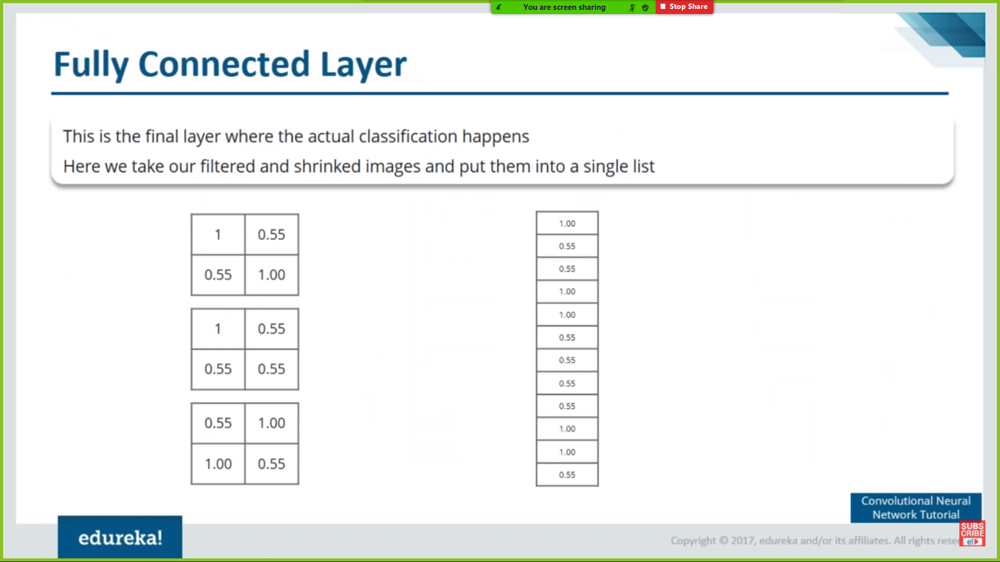 You are screen sharing
Stop Share
Fully Connected Layer
This is the final layer where the actual classification happens
Here we take our filtered and shrinked images and put them into a single list
1 0.55
0.55 1.00
1 0.55
0.55 0.55
0.55 1.00
1.00 0.55
1.00
0.55
0.55
1.00
1.00
0.55
0.55
0.55
0.55
1.00
1.00
0.55
Convolutional Neural
Network Tutorial
edureka!
Copyright © 2017, edureka and/or its affiliates. All rights
SUBS
CRIBE
e!